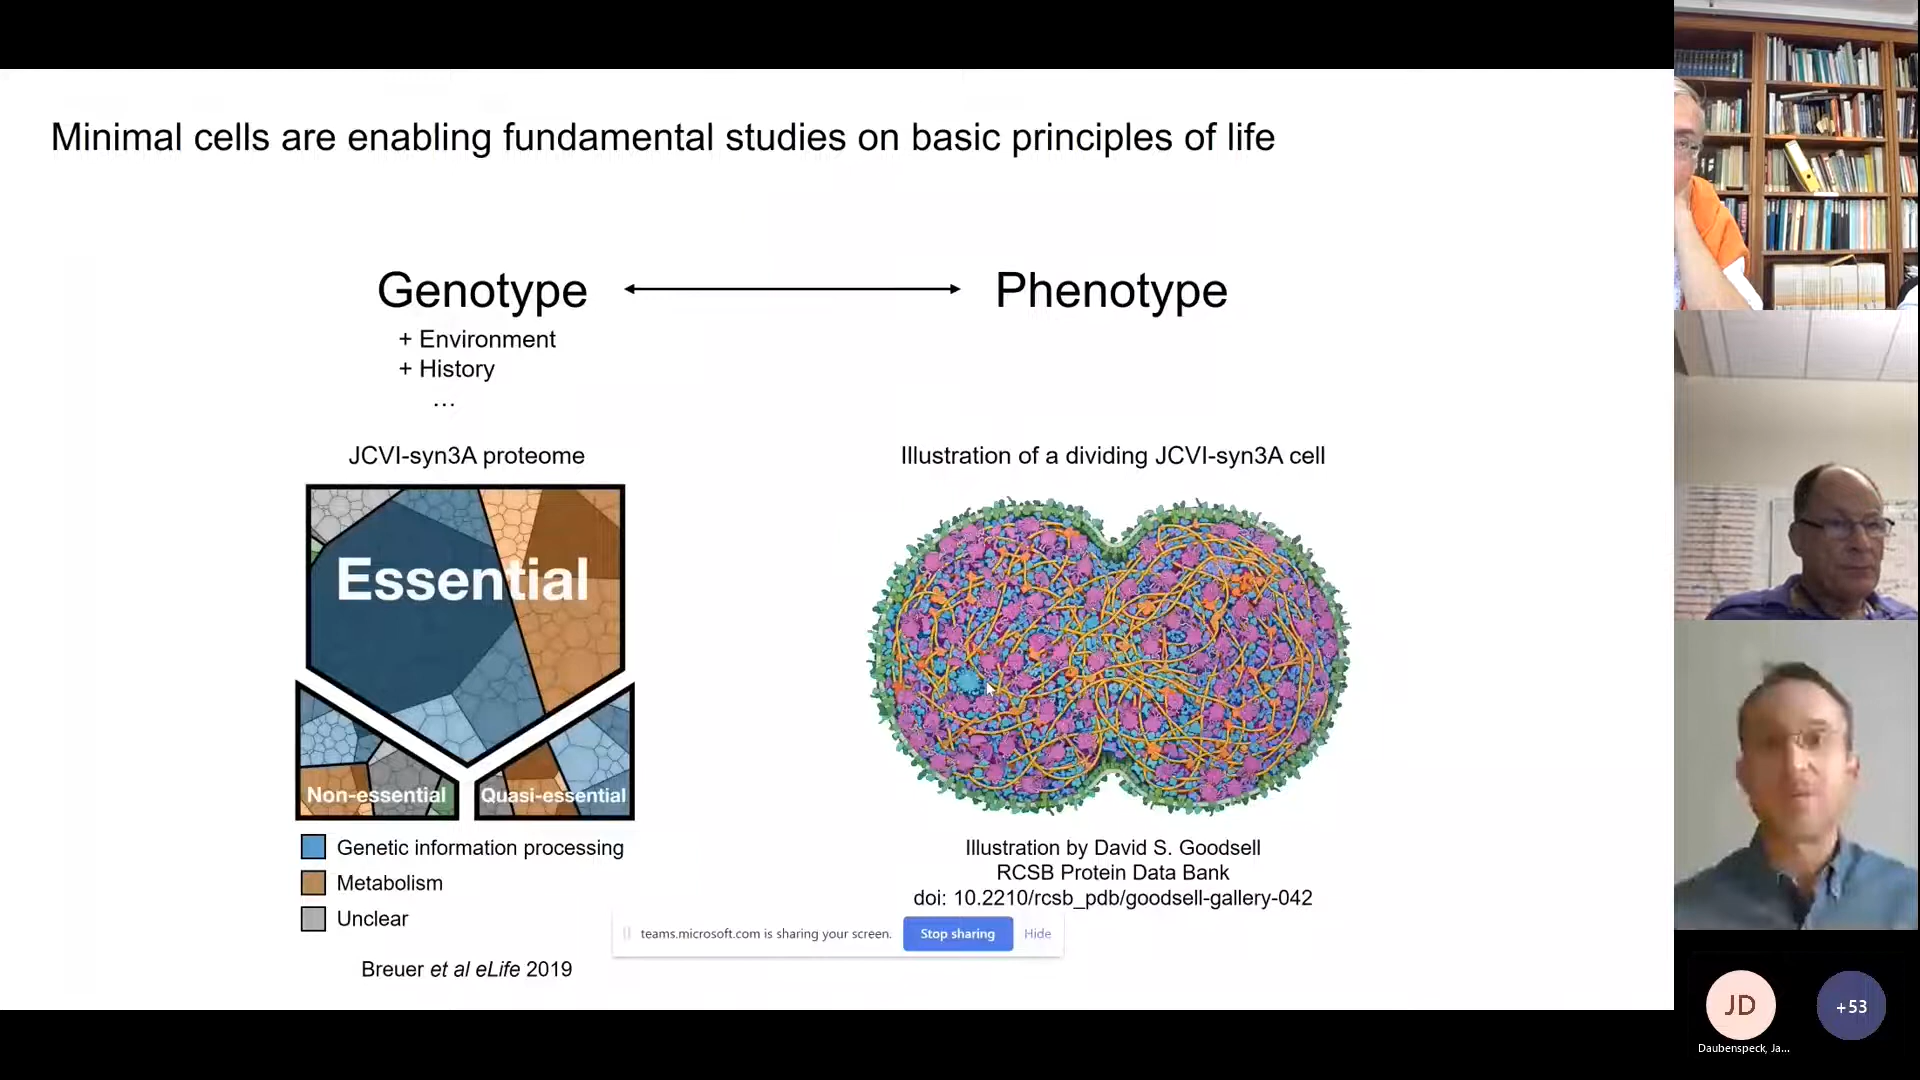 Minimal cells are enabling fundamental studies on basic principles of life
Genotype
Phenotype
+ Environment
+ History
...
JCVI-syn3A proteome
Illustration of a dividing JCVI-syn3A cell
Essential
Non-essential
Quasi-essential
Genetic information processing
Metabolism
Unclear
Breuer et al eLife 2019
Illustration by David S. Goodsell
RCSB Protein Data Bank
doi: 10.2210/rcsb_pdb/goodsell-gallery-042
teams.microsoft.com is sharing your screen.
Stop sharing
Hide
JD
+53
Daubenspeck, Ja...